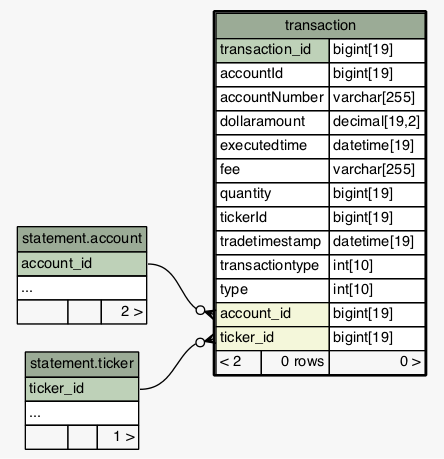 transaction
transaction_id bigint[19]
accountId bigint[19]
accountNumber varchar[255]
dollaramount decimal[19,2]
executedtime datetime[19]
fee varchar[255]
quantity bigint[19]
tickerId bigint[19]
tradetimestamp datetime[19]
transactiontype int[10]
type int[10]
account_id bigint[19]
ticker_id bigint[19]
< 2 0 rows 0 >
statement.account
account_id
...
2 >
statement.ticker
ticker_id
...
1 >